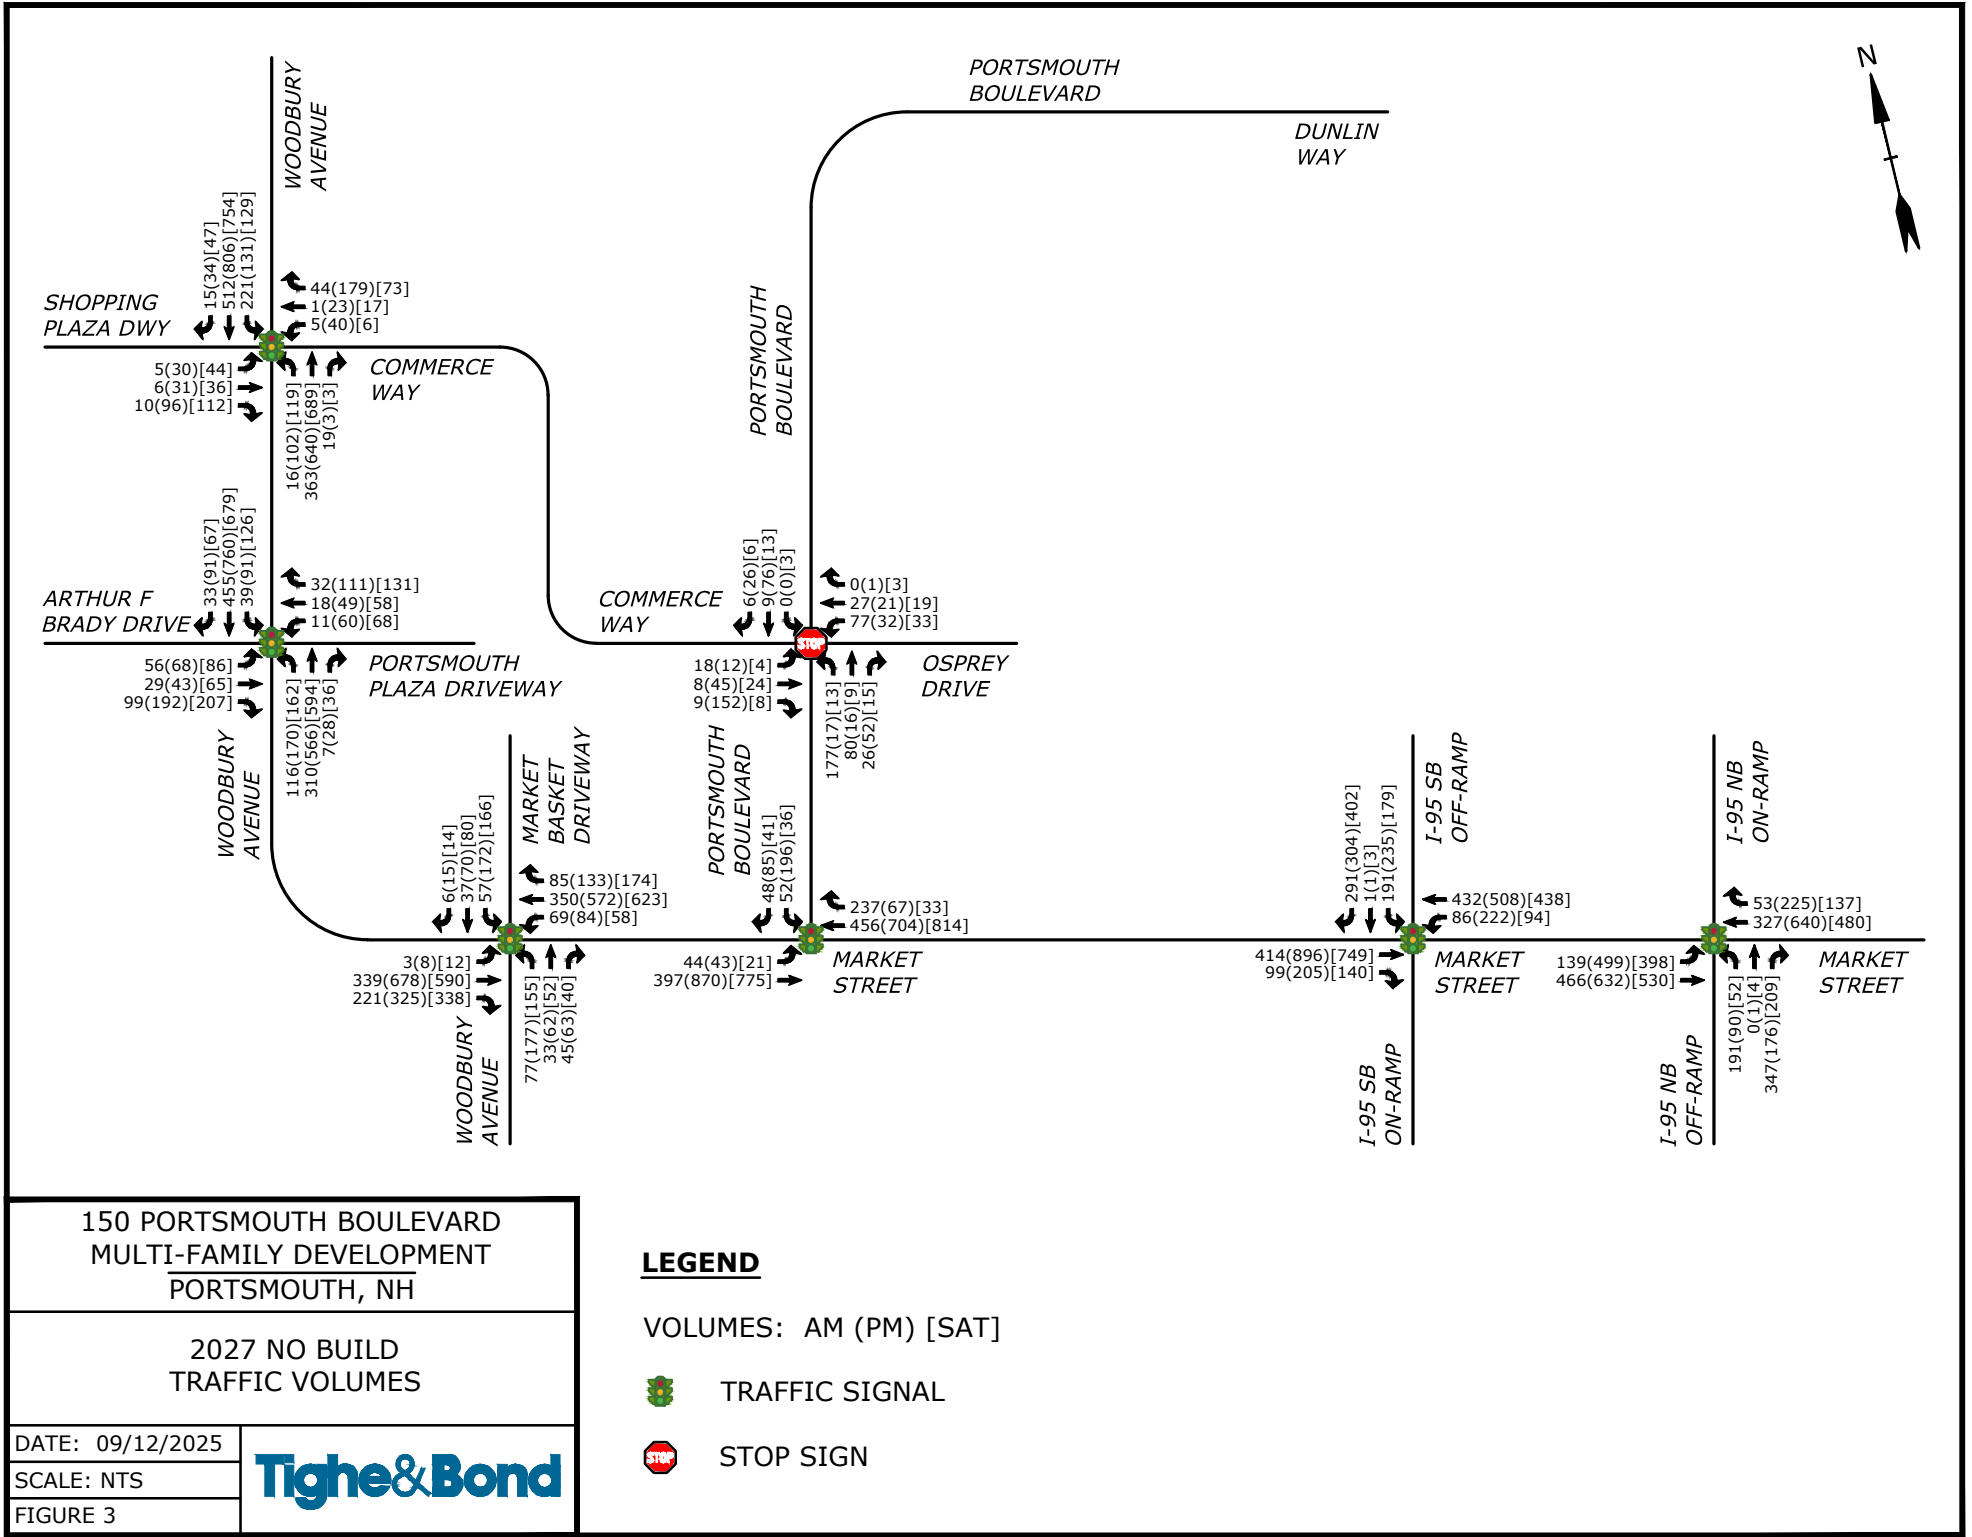 N
PORTSMOUTH
BOULEVARD
DUNLIN
WAY
WOODBURY
AVENUE
15(34)[47]
512(806)[754]
221(131)[129]
44(179)[73]
1(23)[17]
5(40)[6]
SHOPPING
PLAZA DWY
COMMERCE
WAY
5(30)[44]
6(31)[36]
10(96)[112]
16(102)[119]
363(640)[689]
19(3)[3]
PORTSMOUTH
BOULEVARD
33(91)[67]
455(760)[679]
39(91)[126]
32(111)[131]
18(49)[58]
11(60)[68]
ARTHUR F
BRADY DRIVE
PORTSMOUTH
PLAZA DRIVEWAY
56(68)[86]
29(43)[65]
99(192)[207]
116(170)[162]
310(566)[594]
7(28)[36]
WOODBURY
AVENUE
COMMERCE
WAY
6(26)[6]
9(76)[13]
0(0)[3]
0(1)[3]
27(21)[19]
77(32)[33]
STOP
OSPREY
DRIVE
18(12)[4]
8(45)[24]
9(152)[8]
177(17)[13]
80(16)[19]
26(52)[15]
PORTSMOUTH
BOULEVARD
MARKET
BASKET
DRIVEWAY
6(15)[14]
37(70)[80]
57(172)[166]
85(133)[174]
350(572)[623]
69(84)[58]
3(8)[12]
339(678)[590]
221(325)[338]
77(177)[155]
33(62)[52]
45(63)[40]
WOODBURY
AVENUE
48(85)[41]
52(196)[36]
237(67)[33]
456(704)[814]
44(43)[21]
397(870)[775]
MARKET
STREET
I-95 SB
OFF-RAMP
291(304)[402]
1(1)[3]
191(235)[179]
432(508)[438]
86(222)[94]
414(896)[749]
99(205)[140]
MARKET
STREET
I-95 SB
ON-RAMP
I-95 NB
ON-RAMP
53(225)[137]
327(640)[480]
139(499)[398]
466(632)[530]
191(90)[52]
0(1)[4]
347(176)[209]
MARKET
STREET
I-95 NB
OFF-RAMP
150 PORTSMOUTH BOULEVARD
MULTI-FAMILY DEVELOPMENT
PORTSMOUTH, NH
2027 NO BUILD
TRAFFIC VOLUMES
DATE: 09/12/2025
SCALE: NTS
FIGURE 3
Tighe&Bond
LEGEND
VOLUMES: AM (PM) [SAT]
TRAFFIC SIGNAL
STOP
STOP SIGN